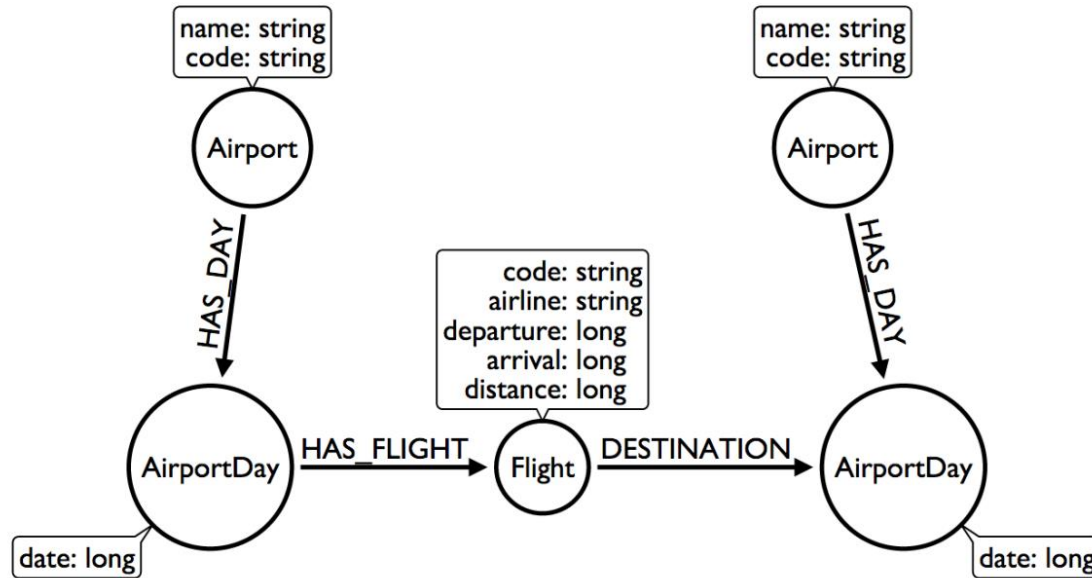 name: string
code: string
name: string
code: string
Airport
Airport
HAS_DAY
HAS_DAY
code: string
airline: string
departure: long
arrival: long
distance: long
AirportDay
HAS_FLIGHT
Flight
DESTINATION
AirportDay
date: long
date: long